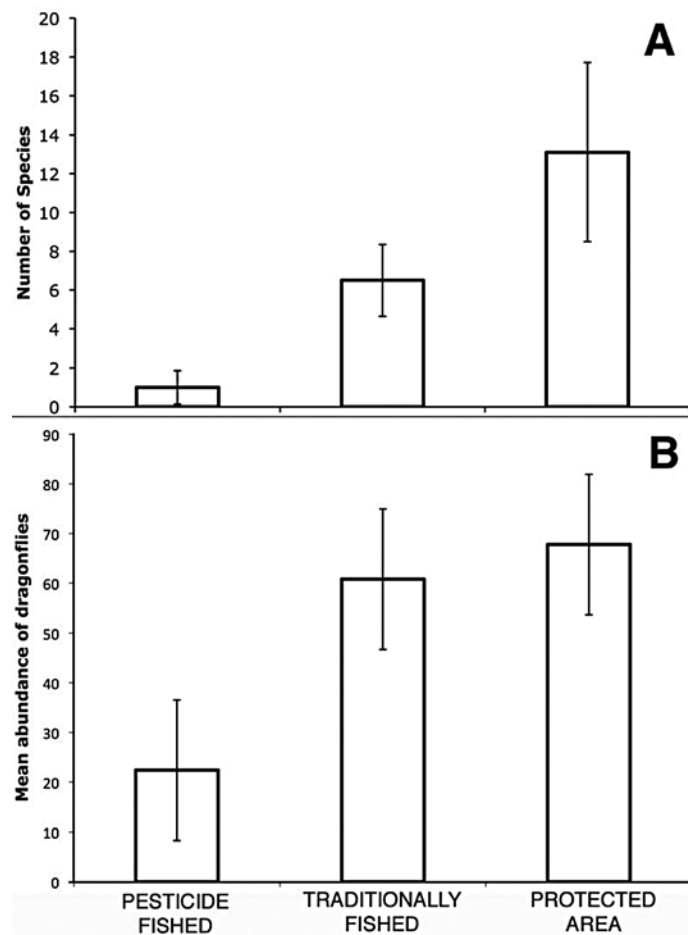 A
20
18
16
14
12
10
8
6
4
2
0
Number of Species
B
90
80
70
60
50
40
30
20
10
0
Mean abundance of dragonflies
PESTICIDE
FISHED
TRADITIONALLY
FISHED
PROTECTED
AREA